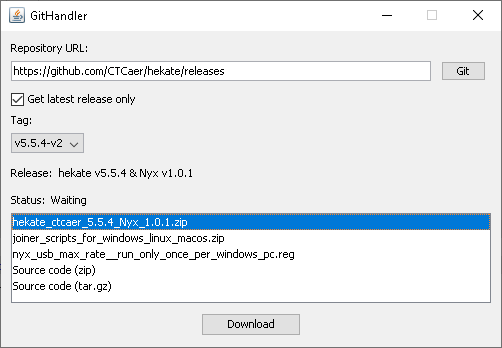 GitHandler
Repository URL:
https://github.com/CTCaer/hekate/releases
Git
Get latest release only
Tag:
v5.5.4-v2
Release: hekate v5.5.4 & Nyx v1.0.1
Status: Waiting
hekate_ctcaer_5.5.4_Nyx_1.0.1.zip
joiner_scripts_for_windows_linux_macos.zip
nyx_usb_max_rate__run_only_once_per_windows_pc.reg
Source code (zip)
Source code (tar.gz)
Download